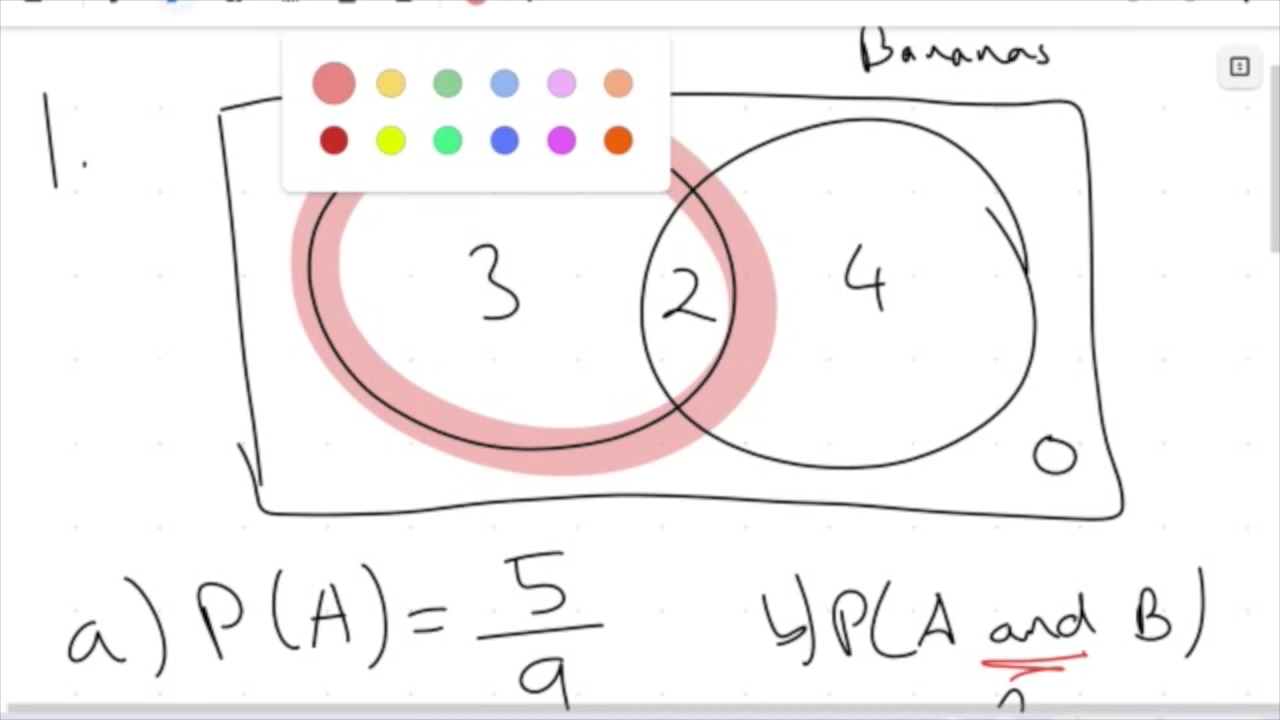 Bananas
1.
3 2 4
0
a) P(A) = 5/9
b) P(A and B)